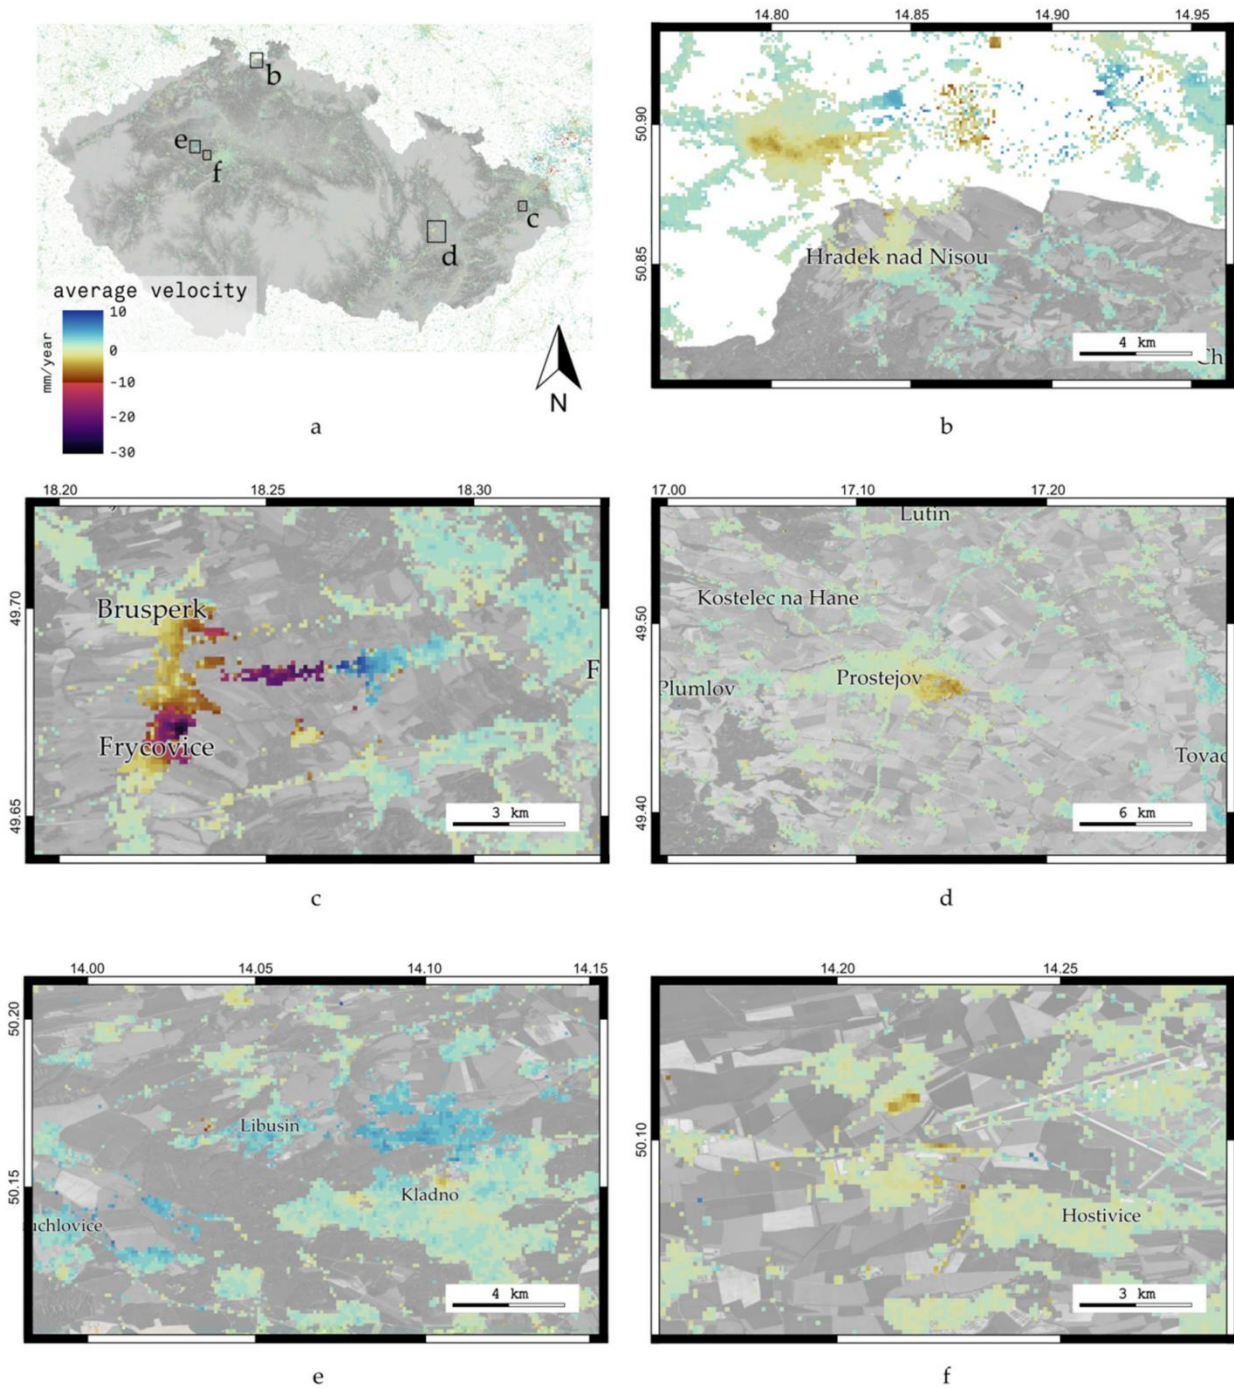 b
e
f
c
d
average velocity
mm/year
10
0
-10
-20
-30
N
a
14.80 14.85 14.90 14.95
50.90
50.85
Hradek nad Nisou
4 km
Ch
b
18.20 18.25 18.30
49.70
49.65
Brusperk
F
Frycovice
3 km
c
17.00 17.10 17.20
49.50
49.40
Lutin
Kostelec na Hane
Prostejov
Plumlov
Tovac
6 km
d
14.00 14.05 14.10 14.15
50.20
50.15
Libusin
Kladno
uchlovice
4 km
e
14.20 14.25
50.10
Hostivice
3 km
f